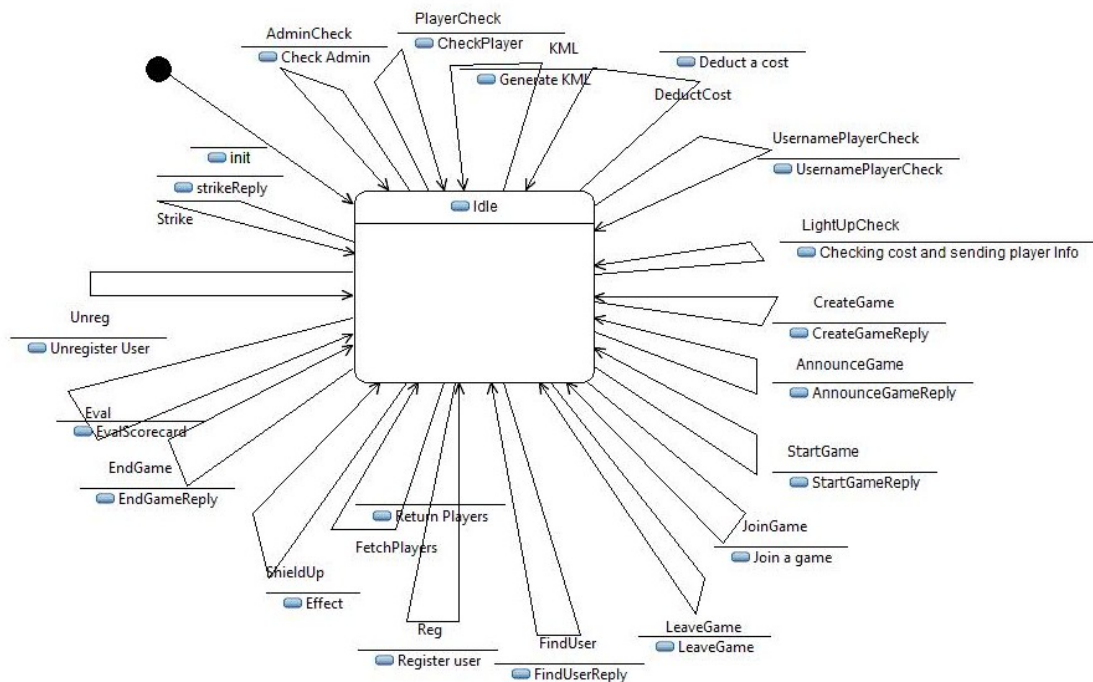 PlayerCheck
CheckPlayer
AdminCheck
Check Admin
KML
Generate KML
Deduct a cost
DeductCost
UsernamePlayerCheck
UsernamePlayerCheck
init
strikeReply
Strike
Idle
LightUpCheck
Checking cost and sending player Info
CreateGame
CreateGameReply
Unreg
Unregister User
AnnounceGame
AnnounceGameReply
Eval
EvalScorecard
EndGame
EndGameReply
StartGame
StartGameReply
Return Players
FetchPlayers
JoinGame
Join a game
ShieldUp
Effect
Reg
Register user
FindUser
FindUserReply
LeaveGame
LeaveGame